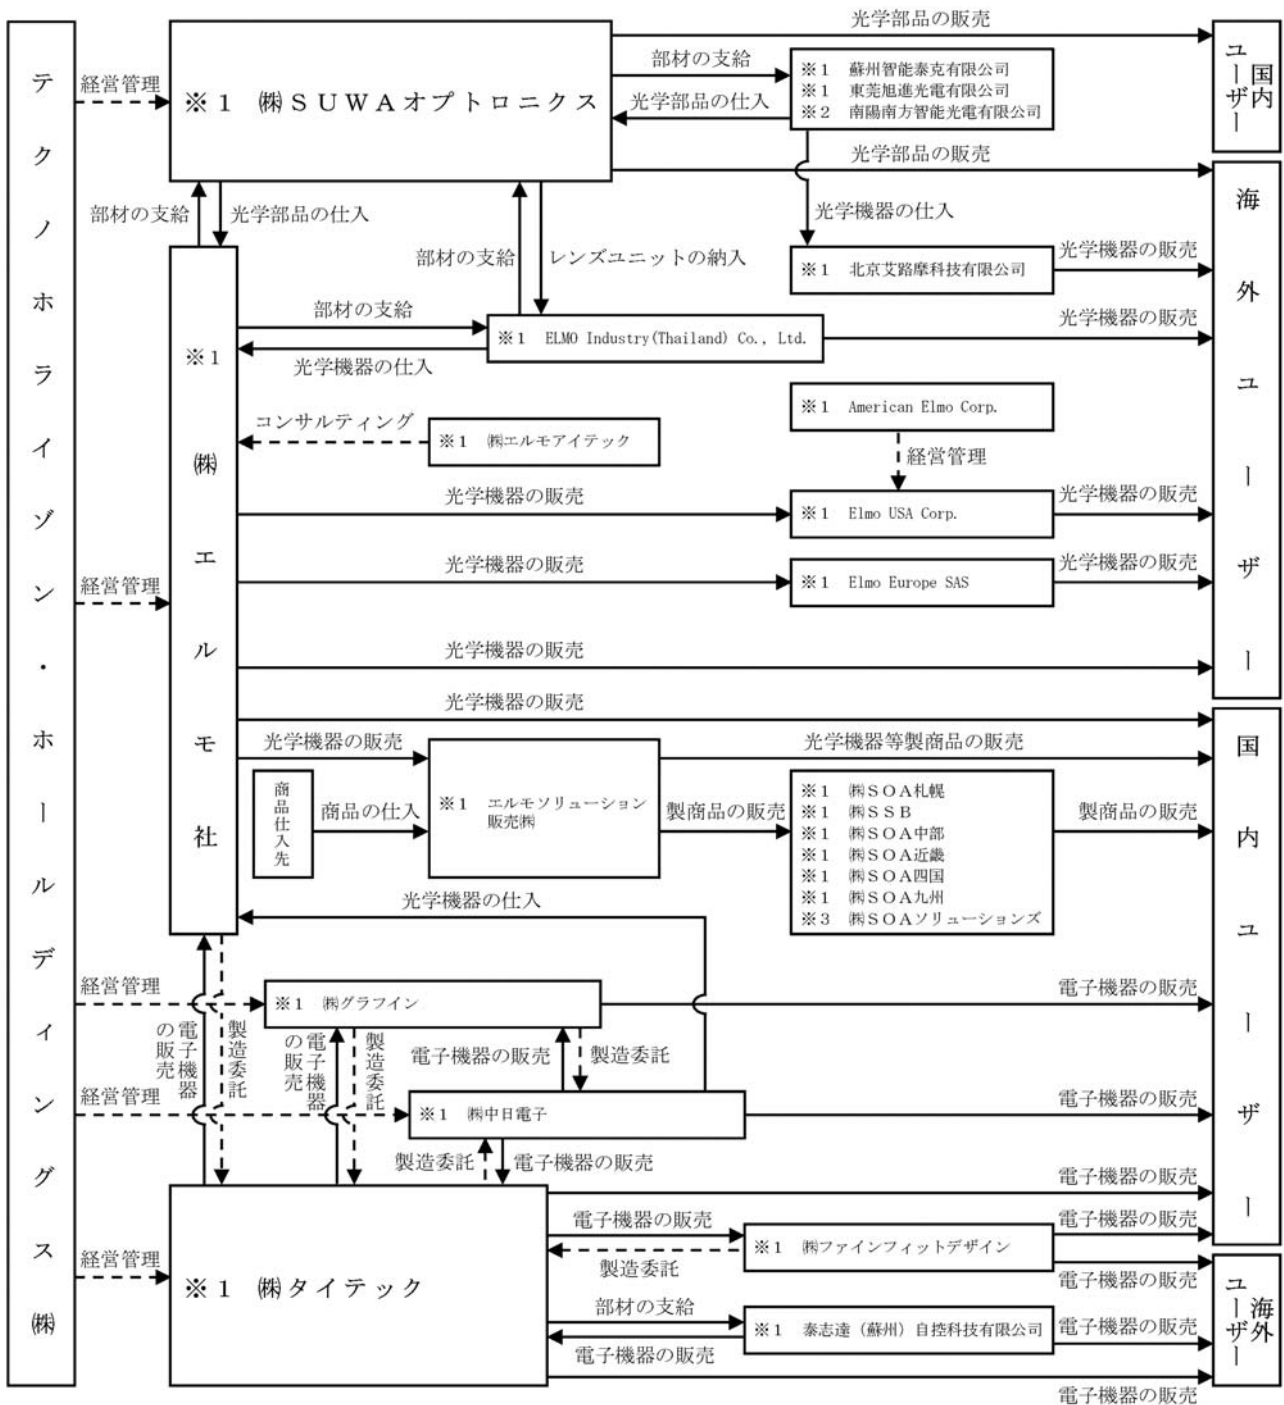 テクノホライゾン・ホールディングス㈱
光学部品の販売
経営管理
※1 ㈱SUWAオプトロニクス
部材の支給
光学部品の仕入
※1 蘇州智能泰克有限公司
※1 東莞旭進光電有限公司
※2 南陽南方智能光電有限公司
国内
ユーザー
光学部品の販売
部材の支給
光学部品の仕入
部材の支給
レンズユニットの納入
光学機器の仕入
※1 北京艾路摩科技有限公司
光学機器の販売
海外ユーザー
※1 ㈱エルモ社
部材の支給
光学機器の仕入
※1 ELMO Industry(Thailand) Co., Ltd.
光学機器の販売
※1 American Elmo Corp.
コンサルティング
※1 ㈱エルモアイテック
経営管理
光学機器の販売
※1 Elmo USA Corp.
光学機器の販売
経営管理
光学機器の販売
※1 Elmo Europe SAS
光学機器の販売
光学機器の販売
光学機器の販売
国内ユーザー
光学機器の販売
光学機器等製商品の販売
商品仕入先
商品の仕入
※1 エルモソリューション
販売㈱
製商品の販売
※1 ㈱SOA札幌
※1 ㈱SSB
※1 ㈱SOA中部
※1 ㈱SOA近畿
※1 ㈱SOA四国
※1 ㈱SOA九州
※3 ㈱SOAソリューションズ
製商品の販売
光学機器の仕入
経営管理
※1 ㈱グラフイン
電子機器の販売
電子機器
の販売
製造委託
電子機器
の販売
製造委託
電子機器の販売
製造委託
経営管理
※1 ㈱中日電子
電子機器の販売
製造委託
電子機器の販売
電子機器の販売
経営管理
※1 ㈱タイテック
電子機器の販売
製造委託
※1 ㈱ファインフィットデザイン
電子機器の販売
電子機器の販売
部材の支給
電子機器の販売
※1 泰志達（蘇州）自控科技有限公司
電子機器の販売
海外
ユーザー
電子機器の販売